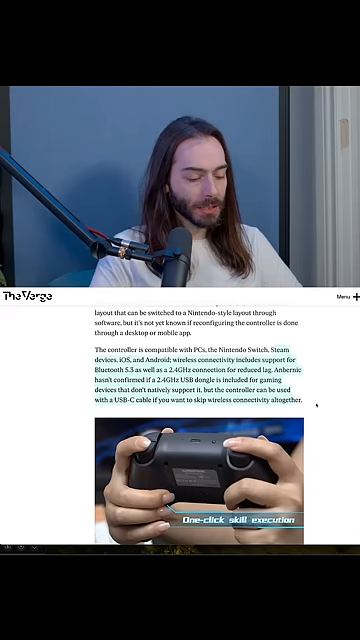 The Verge
Menu
layout that can be switched to a Nintendo-style layout through
software, but it's not yet known if reconfiguring the controller is done
through a desktop or mobile app.
The controller is compatible with PCs, the Nintendo Switch, Steam
devices, iOS, and Android; wireless connectivity includes support for
Bluetooth 5.3 as well as a 2.4GHz connection for reduced lag. Anbernic
hasn't confirmed if a 2.4GHz USB dongle is included for gaming
devices that don't natively support it, but the controller can be used
with a USB-C cable if you want to skip wireless connectivity altogether.
One-click skill execution